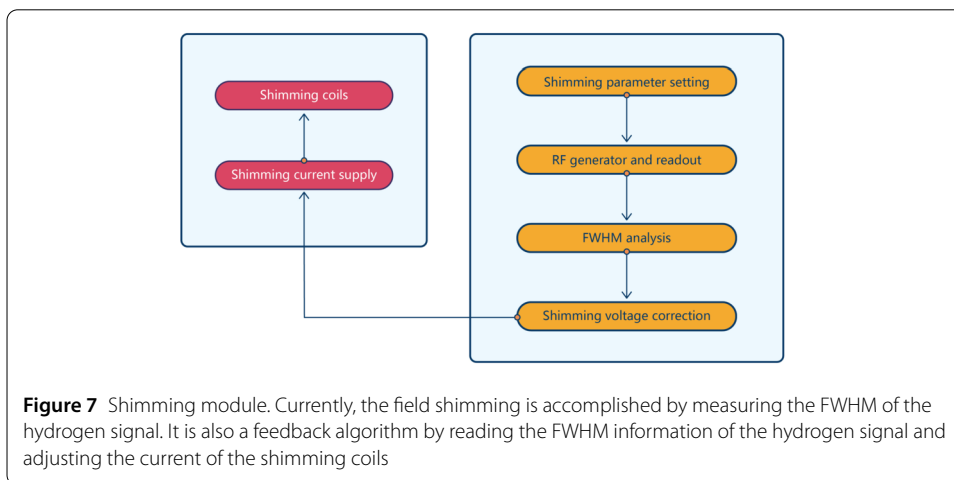 Shimming coils
Shimming current supply
Shimming parameter setting
RF generator and readout
FWHM analysis
Shimming voltage correction
Figure 7 Shimming module. Currently, the field shimming is accomplished by measuring the FWHM of the
hydrogen signal. It is also a feedback algorithm by reading the FWHM information of the hydrogen signal and
adjusting the current of the shimming coils